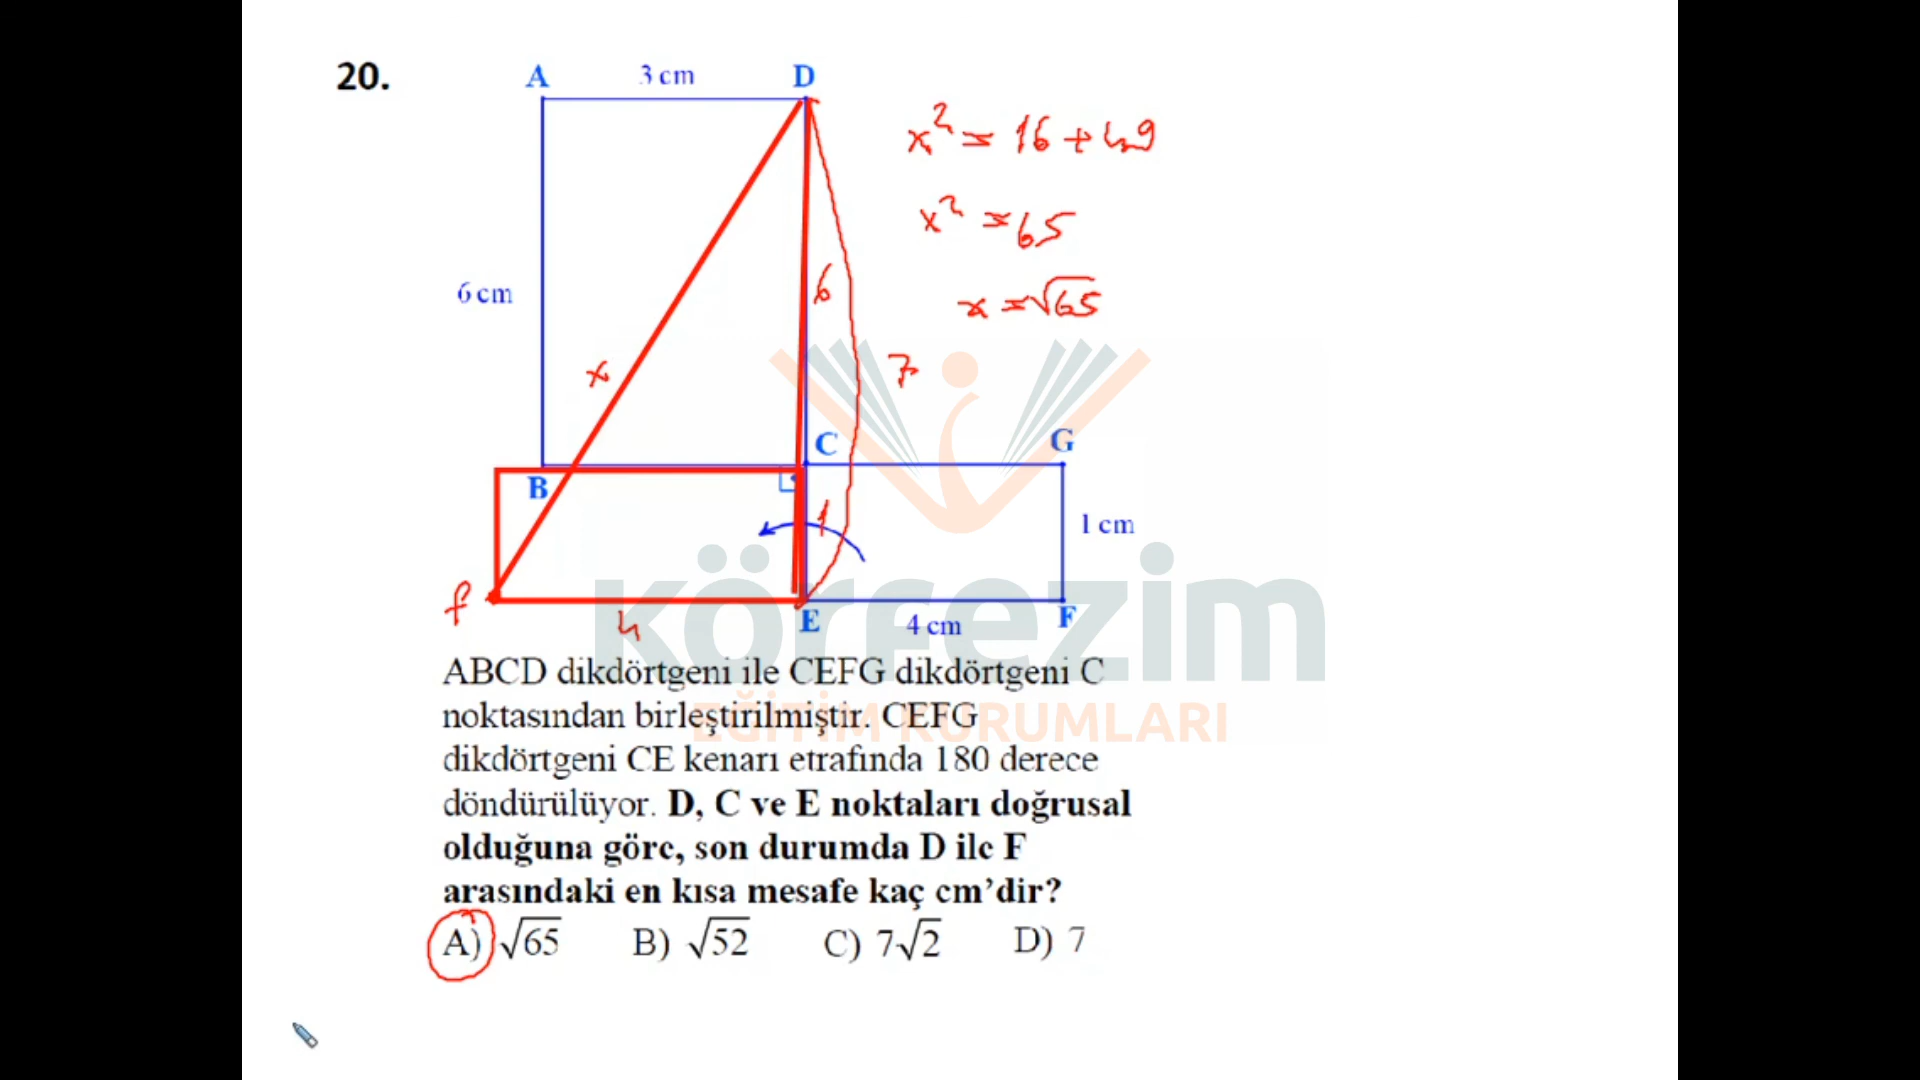 20.
A 3 cm D
x² = 16 + 49
x² = 65
6
6 cm
x = √65
x
7
C
G
B
1
1 cm
körfezim
f
4
E
4 cm
F
ABCD dikdörtgeni ile CEFG dikdörtgeni C
EĞİTİM KURUMLARI
noktasından birleştirilmiştir. CEFG
dikdörtgeni CE kenarı etrafında 180 derece
döndürülüyor. D, C ve E noktaları doğrusal
olduğuna göre, son durumda D ile F
arasındaki en kısa mesafe kaç cm’dir?
A) √65 B) √52 C) 7√2 D) 7